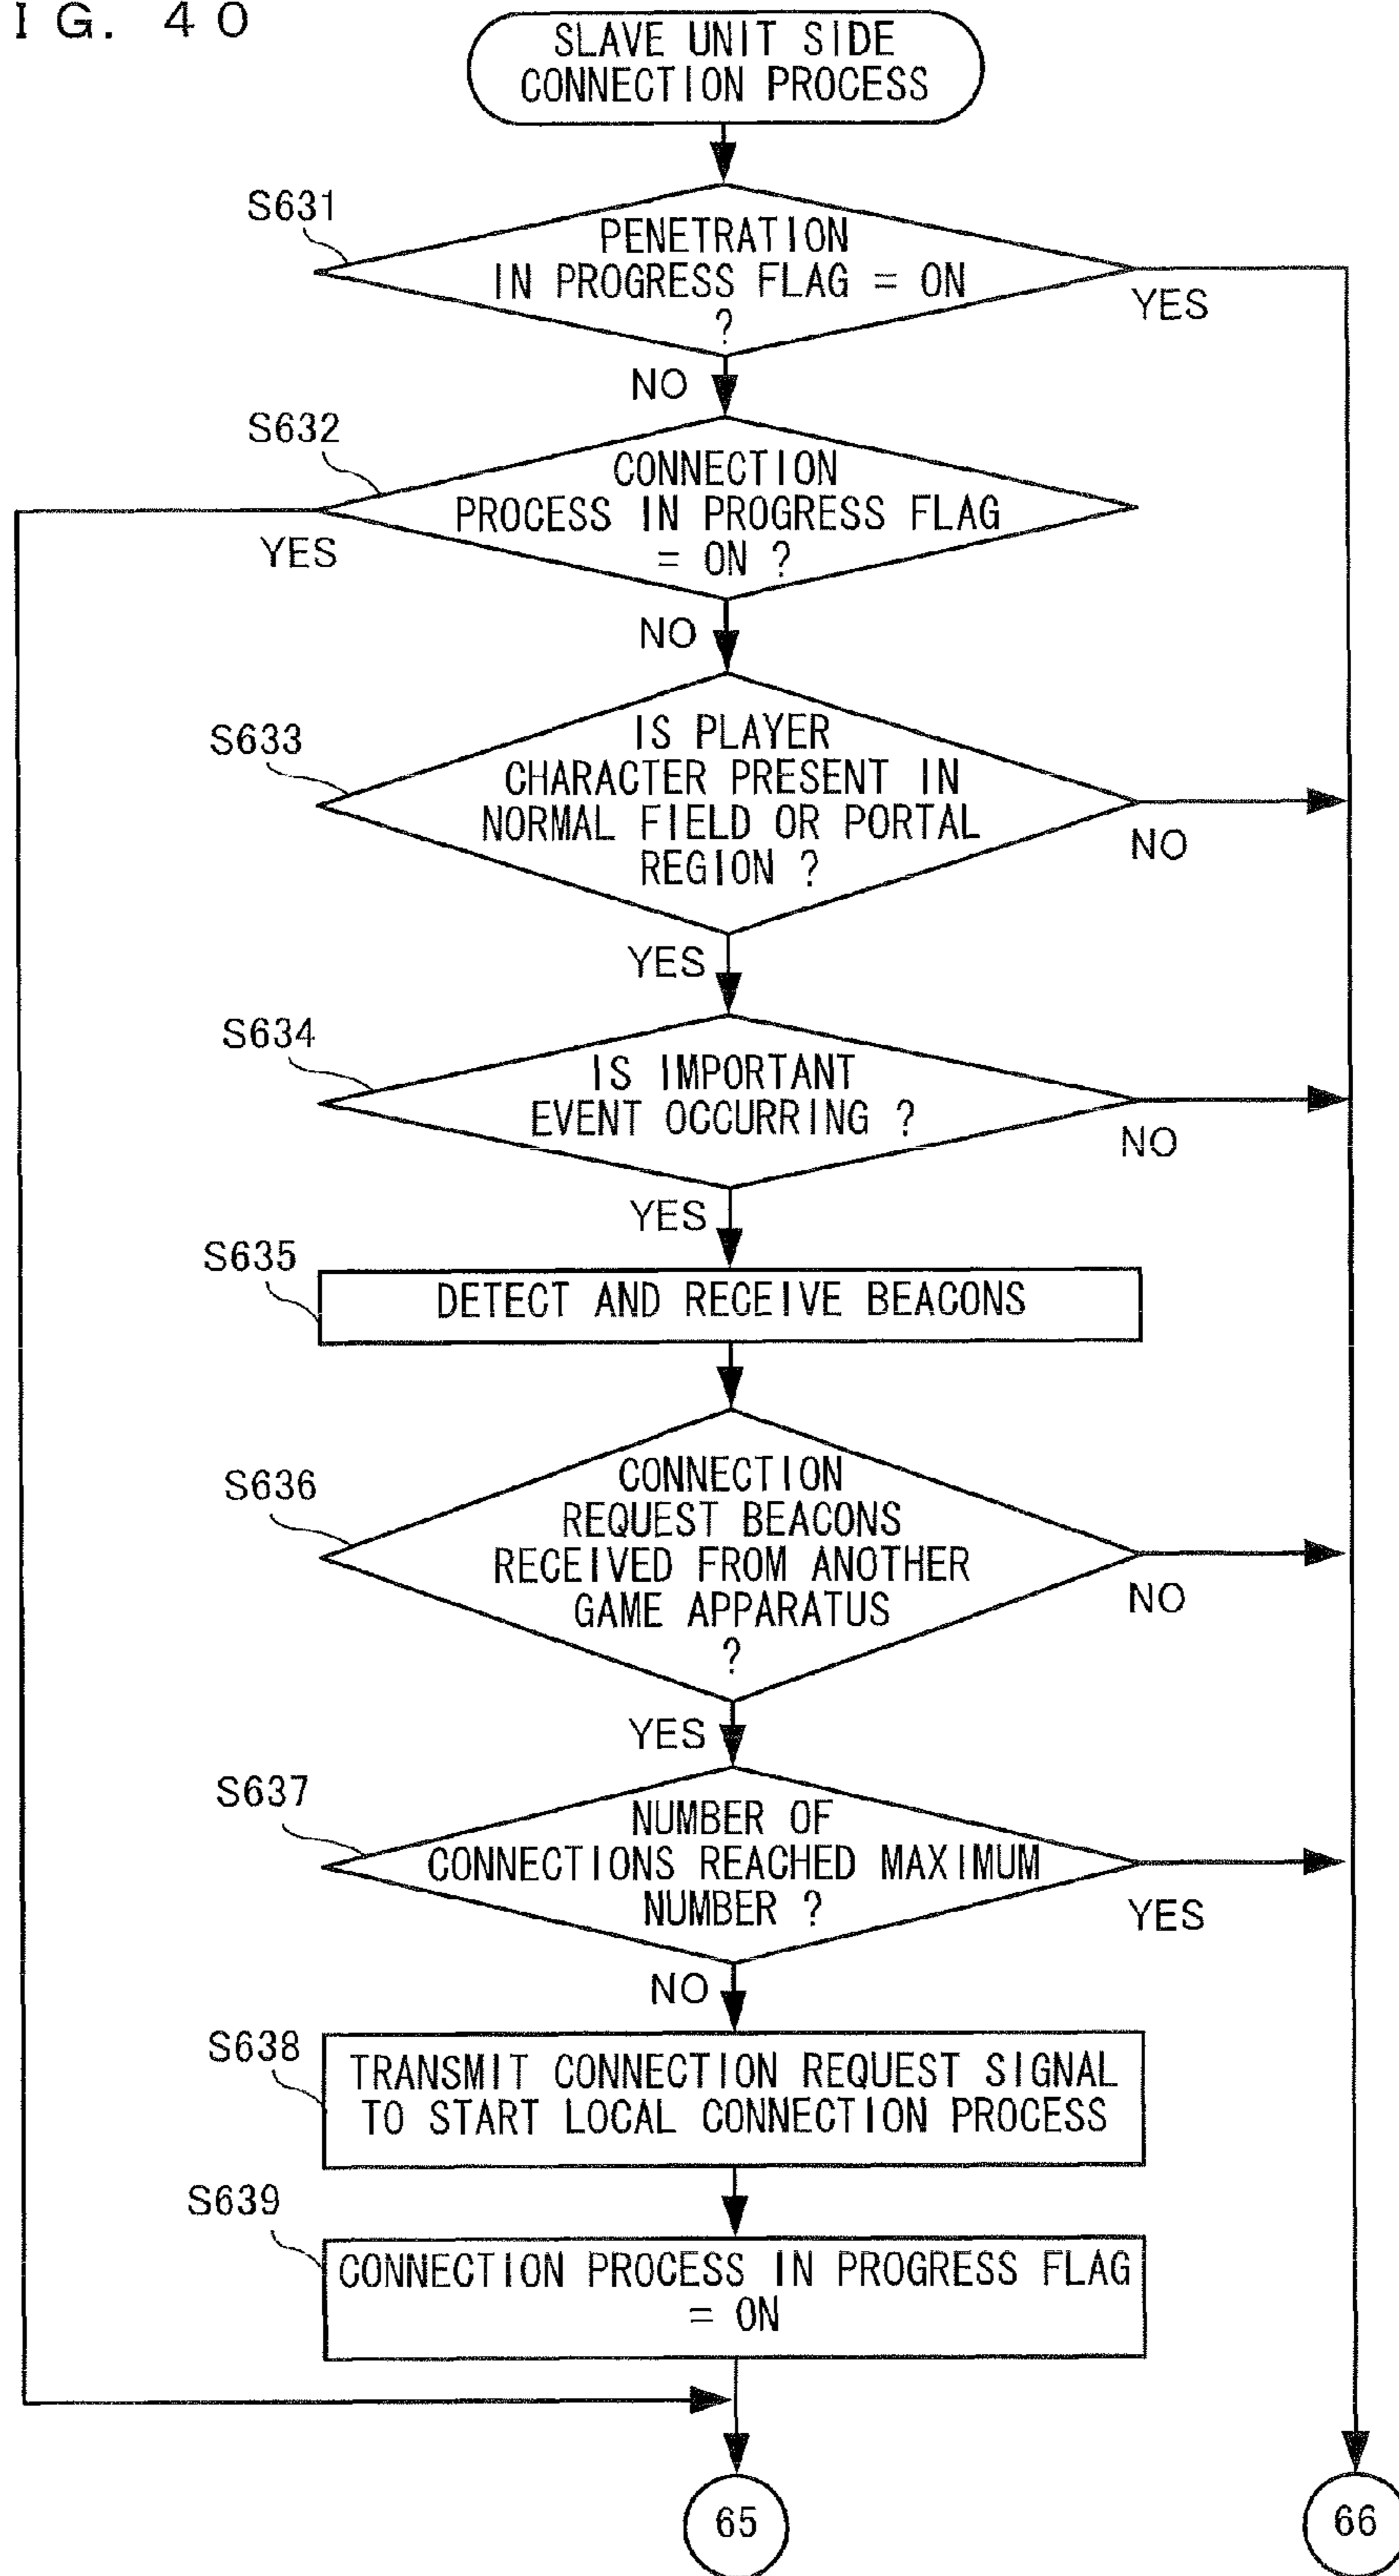 IG. 40
SLAVE UNIT SIDE
CONNECTION PROCESS
S631
PENETRATION
IN PROGRESS FLAG = ON
?
YES
NO
S632
CONNECTION
PROCESS IN PROGRESS FLAG
= ON ?
YES
NO
S633
IS PLAYER
CHARACTER PRESENT IN
NORMAL FIELD OR PORTAL
REGION ?
NO
YES
S634
IS IMPORTANT
EVENT OCCURRING ?
NO
YES
S635
DETECT AND RECEIVE BEACONS
S636
CONNECTION
REQUEST BEACONS
RECEIVED FROM ANOTHER
GAME APPARATUS
?
NO
YES
S637
NUMBER OF
CONNECTIONS REACHED MAXIMUM
NUMBER ?
YES
NO
S638
TRANSMIT CONNECTION REQUEST SIGNAL
TO START LOCAL CONNECTION PROCESS
S639
CONNECTION PROCESS IN PROGRESS FLAG
= ON
65
66